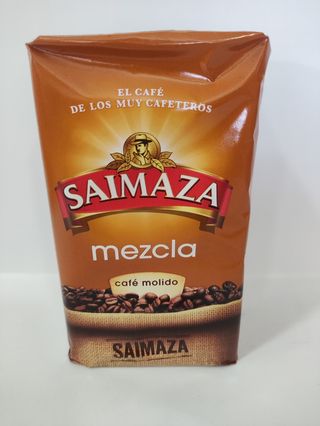 EL CAFÉ
DE LOS MUY CAFETEROS
SAIMAZA
mezcla
café molido
SAIMAZA